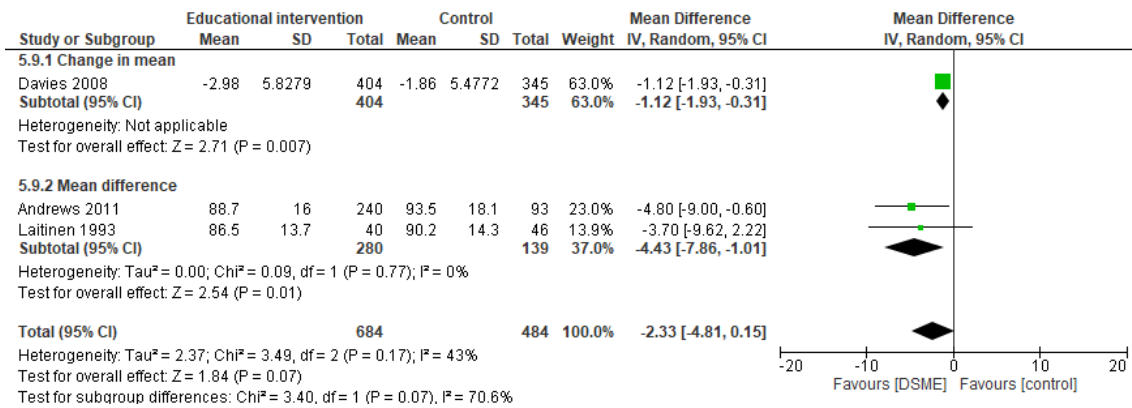 Educational intervention Control Mean Difference Mean Difference
Study or Subgroup Mean SD Total Mean SD Total Weight IV, Random, 95% CI IV, Random, 95% CI
5.9.1 Change in mean
Davies 2008 -2.98 5.8279 404 -1.86 5.4772 345 63.0% -1.12 [-1.93, -0.31]
Subtotal (95% CI) 404 345 63.0% -1.12 [-1.93, -0.31]
Heterogeneity: Not applicable
Test for overall effect: Z = 2.71 (P = 0.007)
5.9.2 Mean difference
Andrews 2011 88.7 16 240 93.5 18.1 93 23.0% -4.80 [-9.00, -0.60]
Laitinen 1993 86.5 13.7 40 90.2 14.3 46 13.9% -3.70 [-9.62, 2.22]
Subtotal (95% CI) 280 139 37.0% -4.43 [-7.86, -1.01]
Heterogeneity: Tau² = 0.00; Chi² = 0.09, df = 1 (P = 0.77); I² = 0%
Test for overall effect: Z = 2.54 (P = 0.01)
Total (95% CI) 684 484 100.0% -2.33 [-4.81, 0.15]
Heterogeneity: Tau² = 2.37; Chi² = 3.49, df = 2 (P = 0.17); I² = 43%
Test for overall effect: Z = 1.84 (P = 0.07)
Test for subgroup differences: Chi² = 3.40, df = 1 (P = 0.07), I² = 70.6%
-20 -10 0 10 20
Favours [DSME] Favours [control]